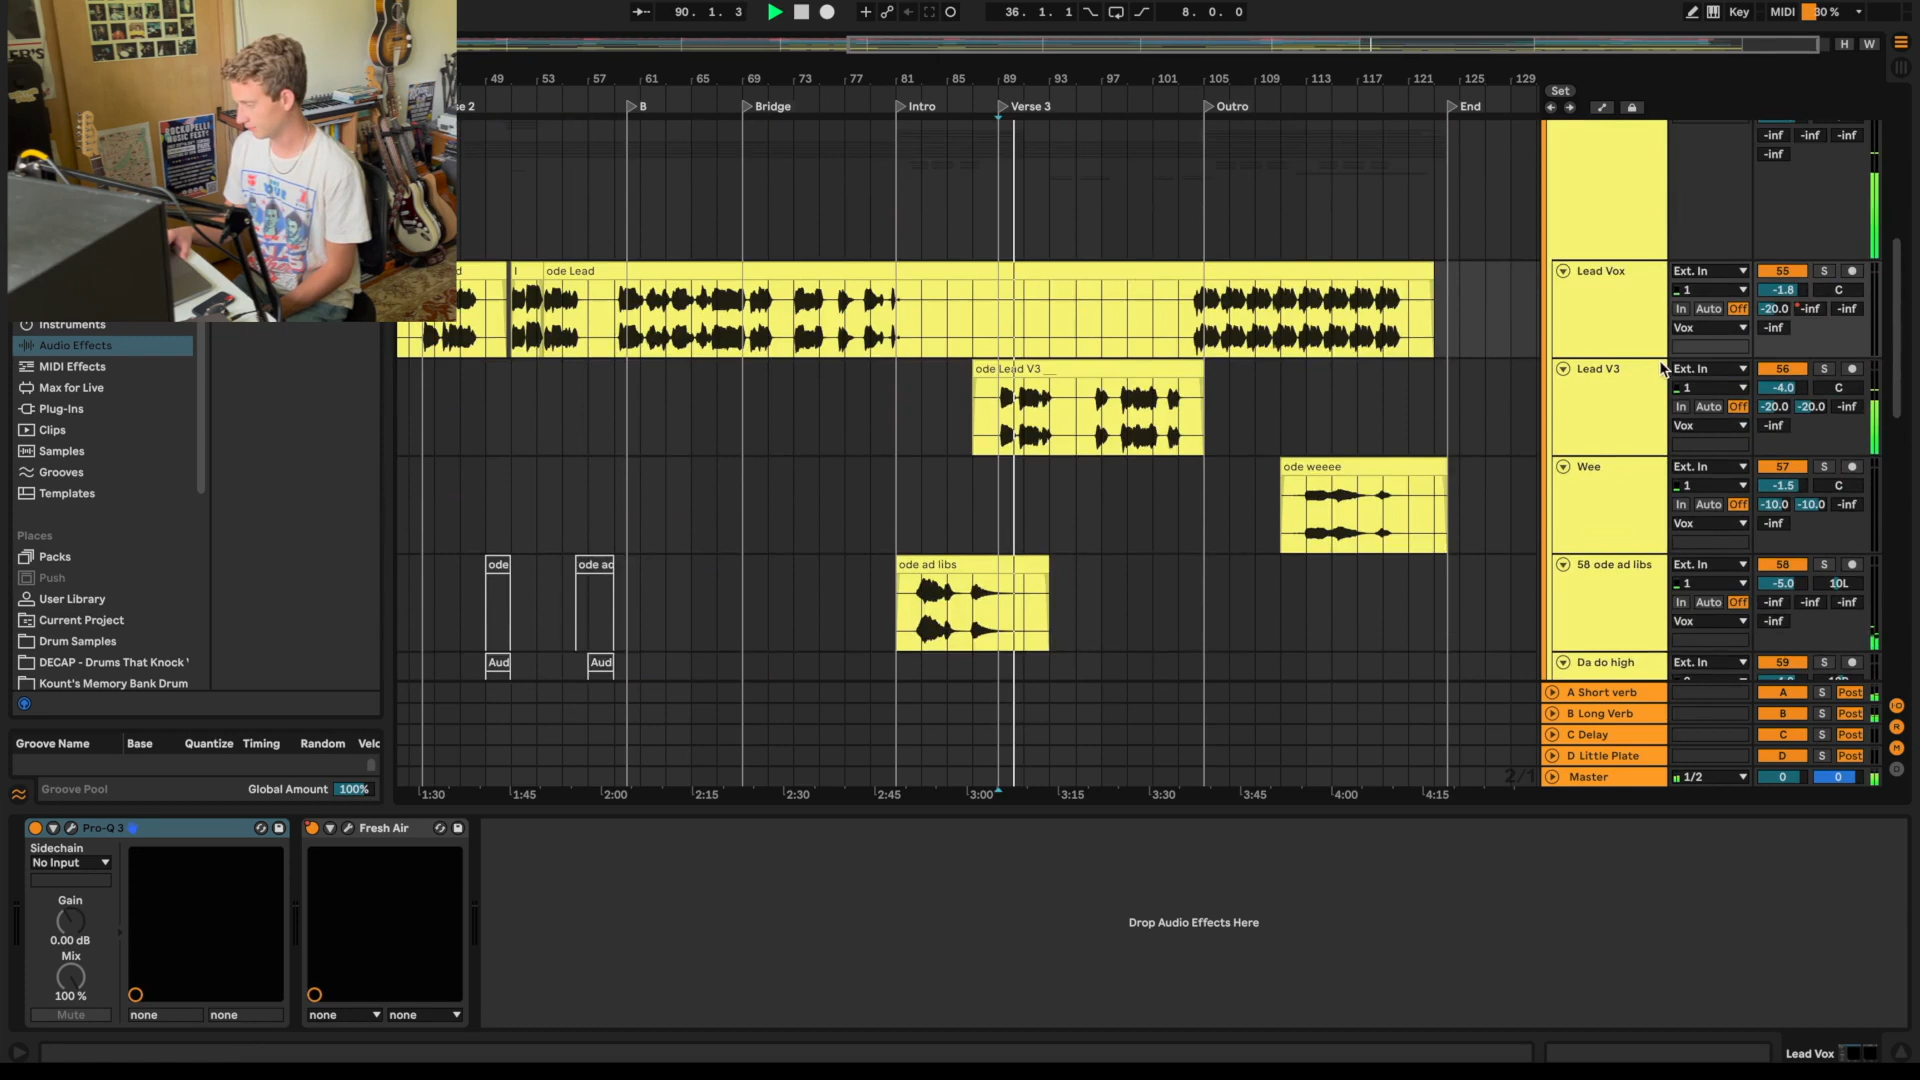 90. 1. 3
36. 1. 1
8. 0. 0
Key
MIDI
30 %
H
W
49
53
57
61
65
69
73
77
81
85
89
93
97
101
105
109
113
117
121
125
129
Set
se 2
B
Bridge
Intro
Verse 3
Outro
End
ROCKOPELLI
MUSIC FEST!
-inf -inf -inf
-inf
d
l
ode Lead
Lead Vox
Ext. In
55
S
1
-1.8
C
In Auto Off
-20.0 -inf -inf
Vox
-inf
ode Lead V3 __
Lead V3
Ext. In
56
S
1
-4.0
C
In Auto Off
-20.0 -20.0 -inf
Vox
-inf
ode weeee
Wee
Ext. In
57
S
1
-1.5
C
In Auto Off
-10.0 -10.0 -inf
Vox
-inf
ode
ode ad
ode ad libs
58 ode ad libs
Ext. In
58
S
1
-5.0
10L
In Auto Off
-inf -inf -inf
Vox
-inf
Aud
Aud
Da do high
Ext. In
59
S
A Short verb
A
S
Post
B Long Verb
B
S
Post
C Delay
C
S
Post
D Little Plate
D
S
Post
2/1
Master
1/2
0
0
1:30
1:45
2:00
2:15
2:30
2:45
3:00
3:15
3:30
3:45
4:00
4:15
Instruments
Audio Effects
MIDI Effects
Max for Live
Plug-Ins
Clips
Samples
Grooves
Templates
Places
Packs
Push
User Library
Current Project
Drum Samples
DECAP - Drums That Knock '
Kount's Memory Bank Drum
Groove Name
Base
Quantize
Timing
Random
Velo
Groove Pool
Global Amount
100%
Pro-Q 3
Sidechain
No Input
Gain
0.00 dB
Mix
100 %
Mute
none
none
Fresh Air
none
none
Drop Audio Effects Here
Lead Vox